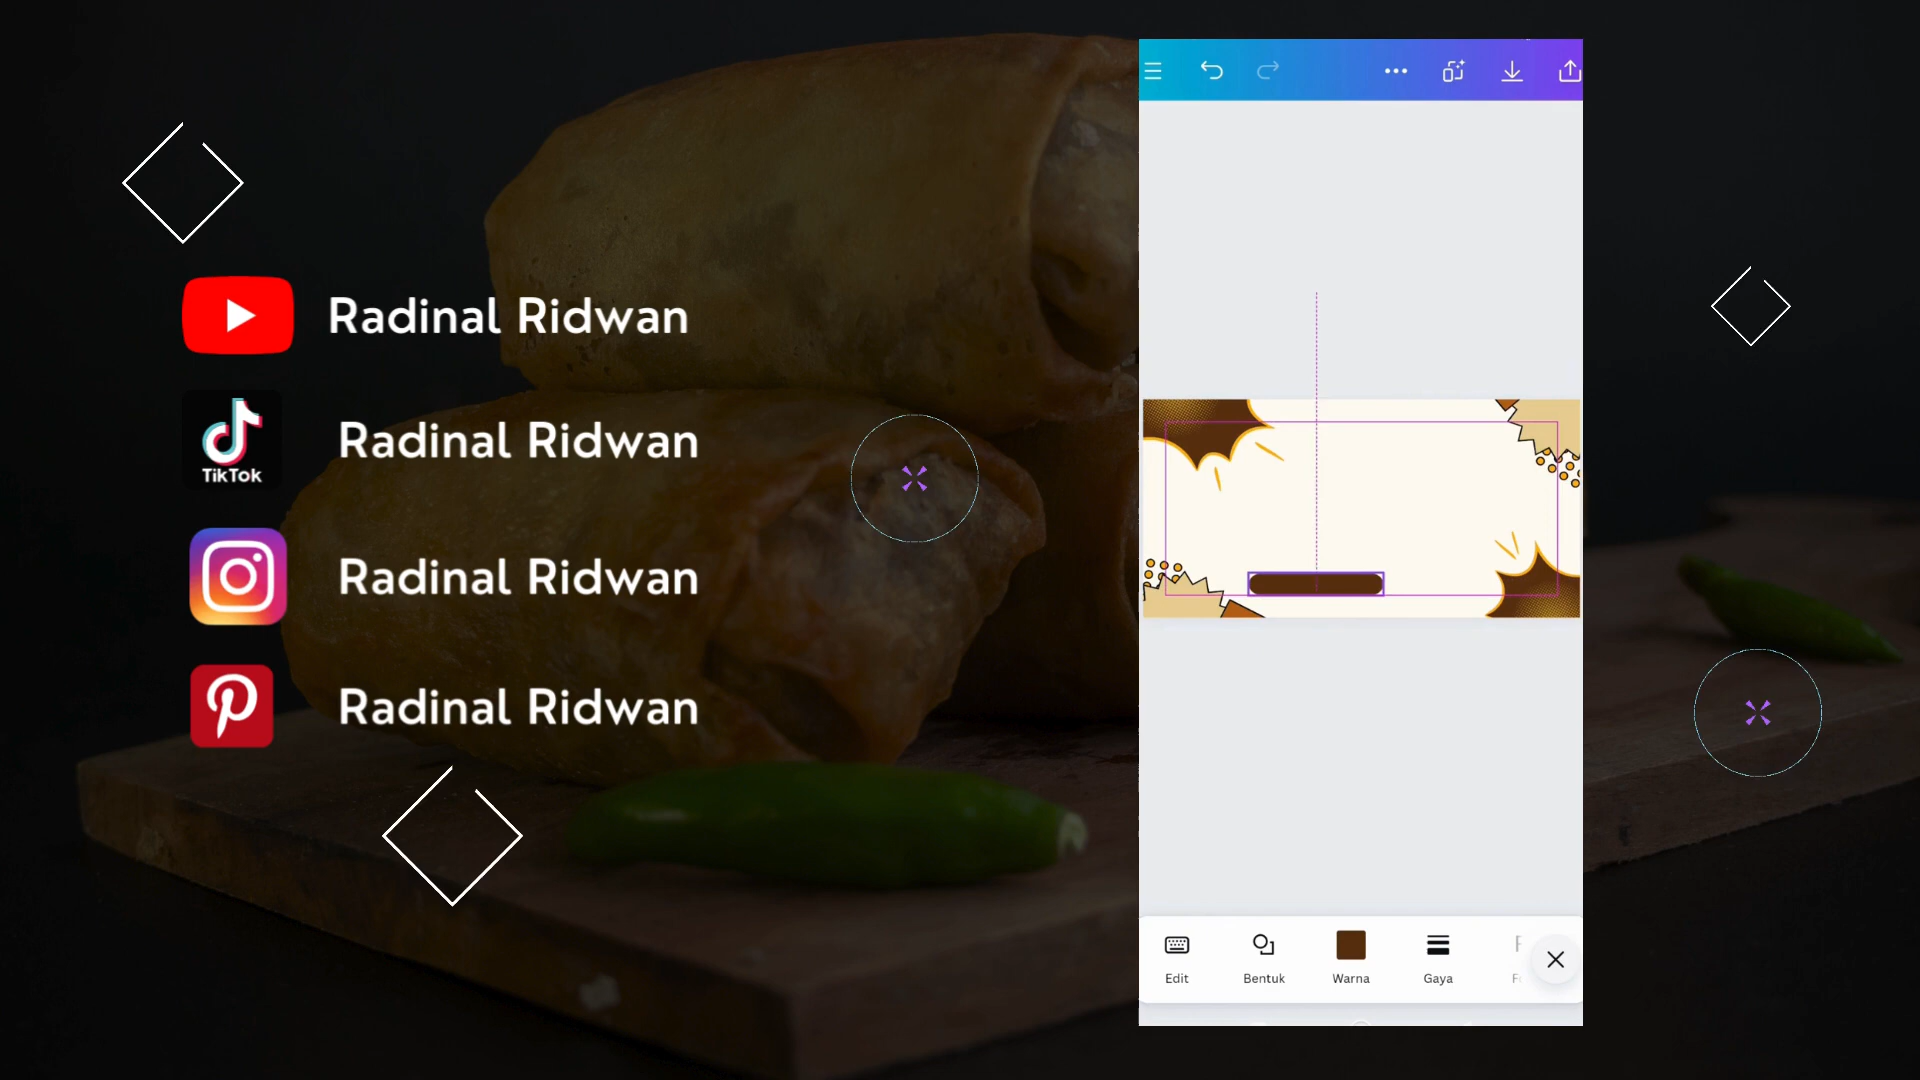 Radinal Ridwan
TikTok
Radinal Ridwan
Radinal Ridwan
Radinal Ridwan
Edit
Bentuk
Warna
Gaya